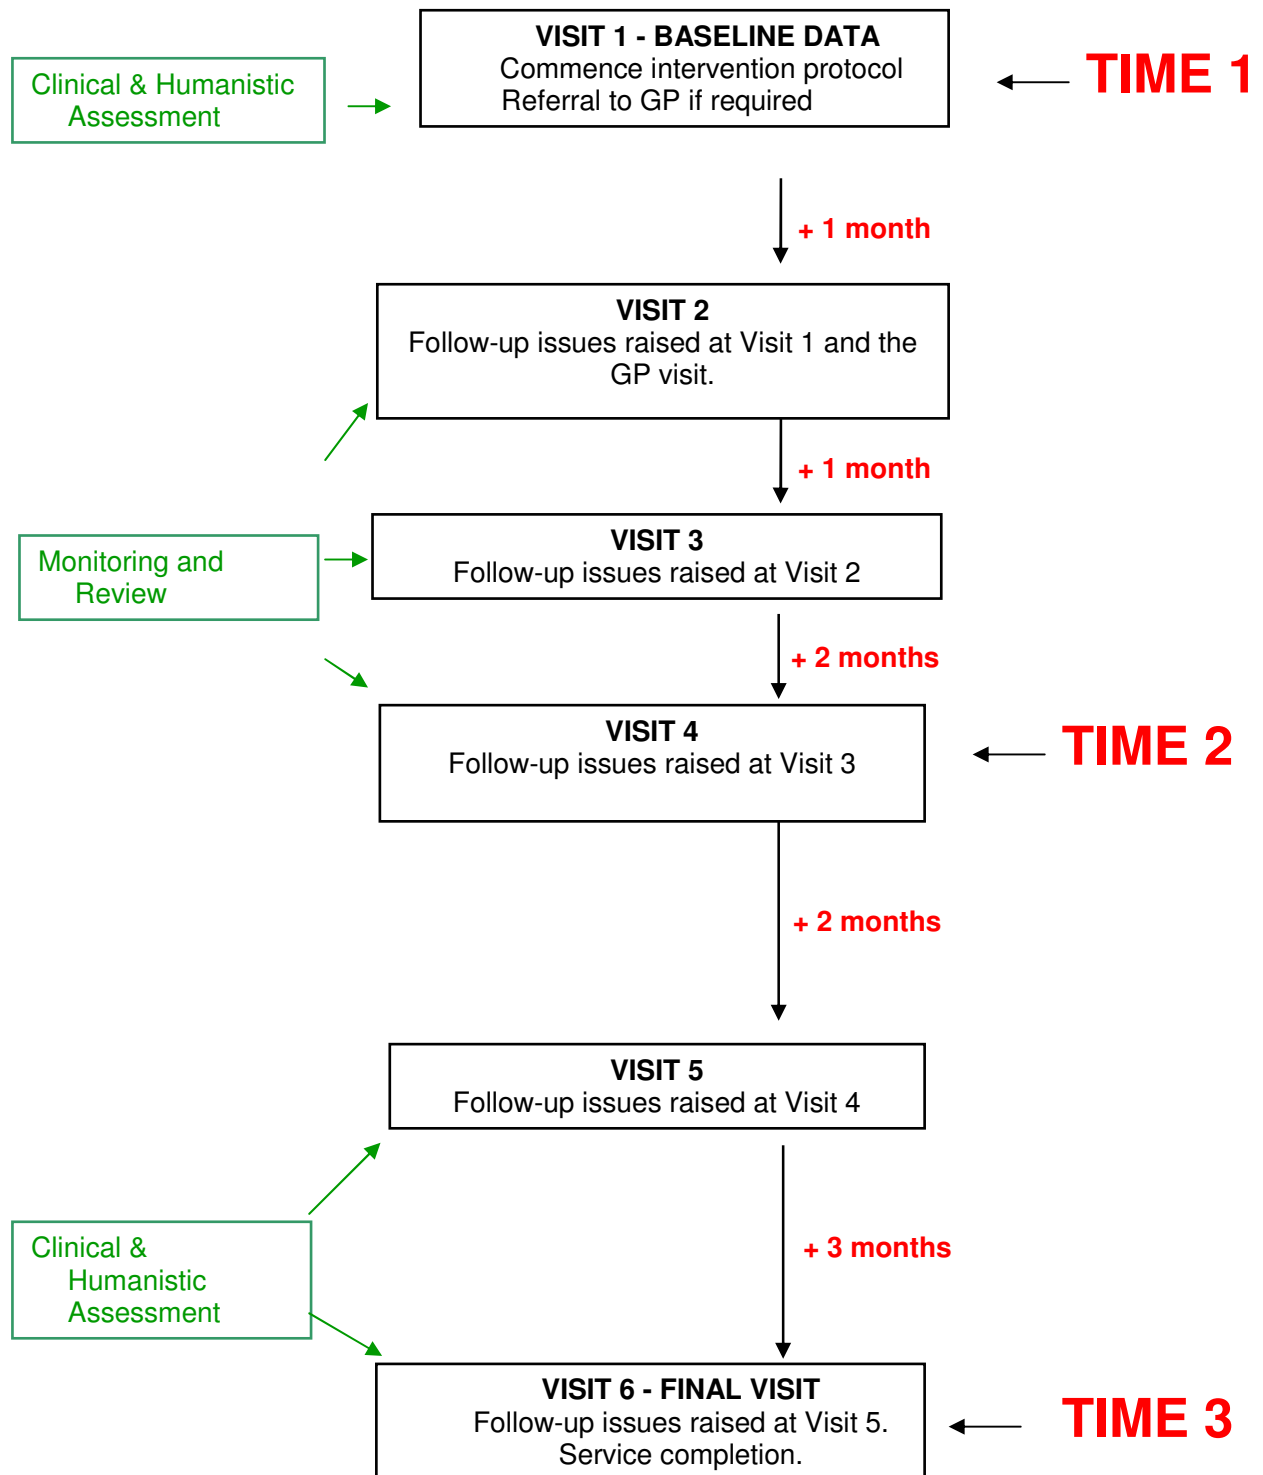 VISIT 1 - BASELINE DATA
Commence intervention protocol
Referral to GP if required
Clinical & Humanistic
Assessment
TIME 1
+ 1 month
VISIT 2
Follow-up issues raised at Visit 1 and the
GP visit.
+ 1 month
VISIT 3
Follow-up issues raised at Visit 2
Monitoring and
Review
+ 2 months
VISIT 4
Follow-up issues raised at Visit 3
TIME 2
+ 2 months
VISIT 5
Follow-up issues raised at Visit 4
Clinical &
Humanistic
Assessment
+ 3 months
VISIT 6 - FINAL VISIT
Follow-up issues raised at Visit 5.
Service completion.
TIME 3